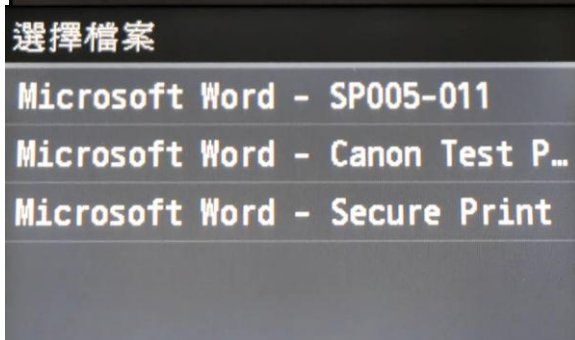 選擇檔案
Microsoft Word - SP005-011
Microsoft Word - Canon Test P…
Microsoft Word - Secure Print